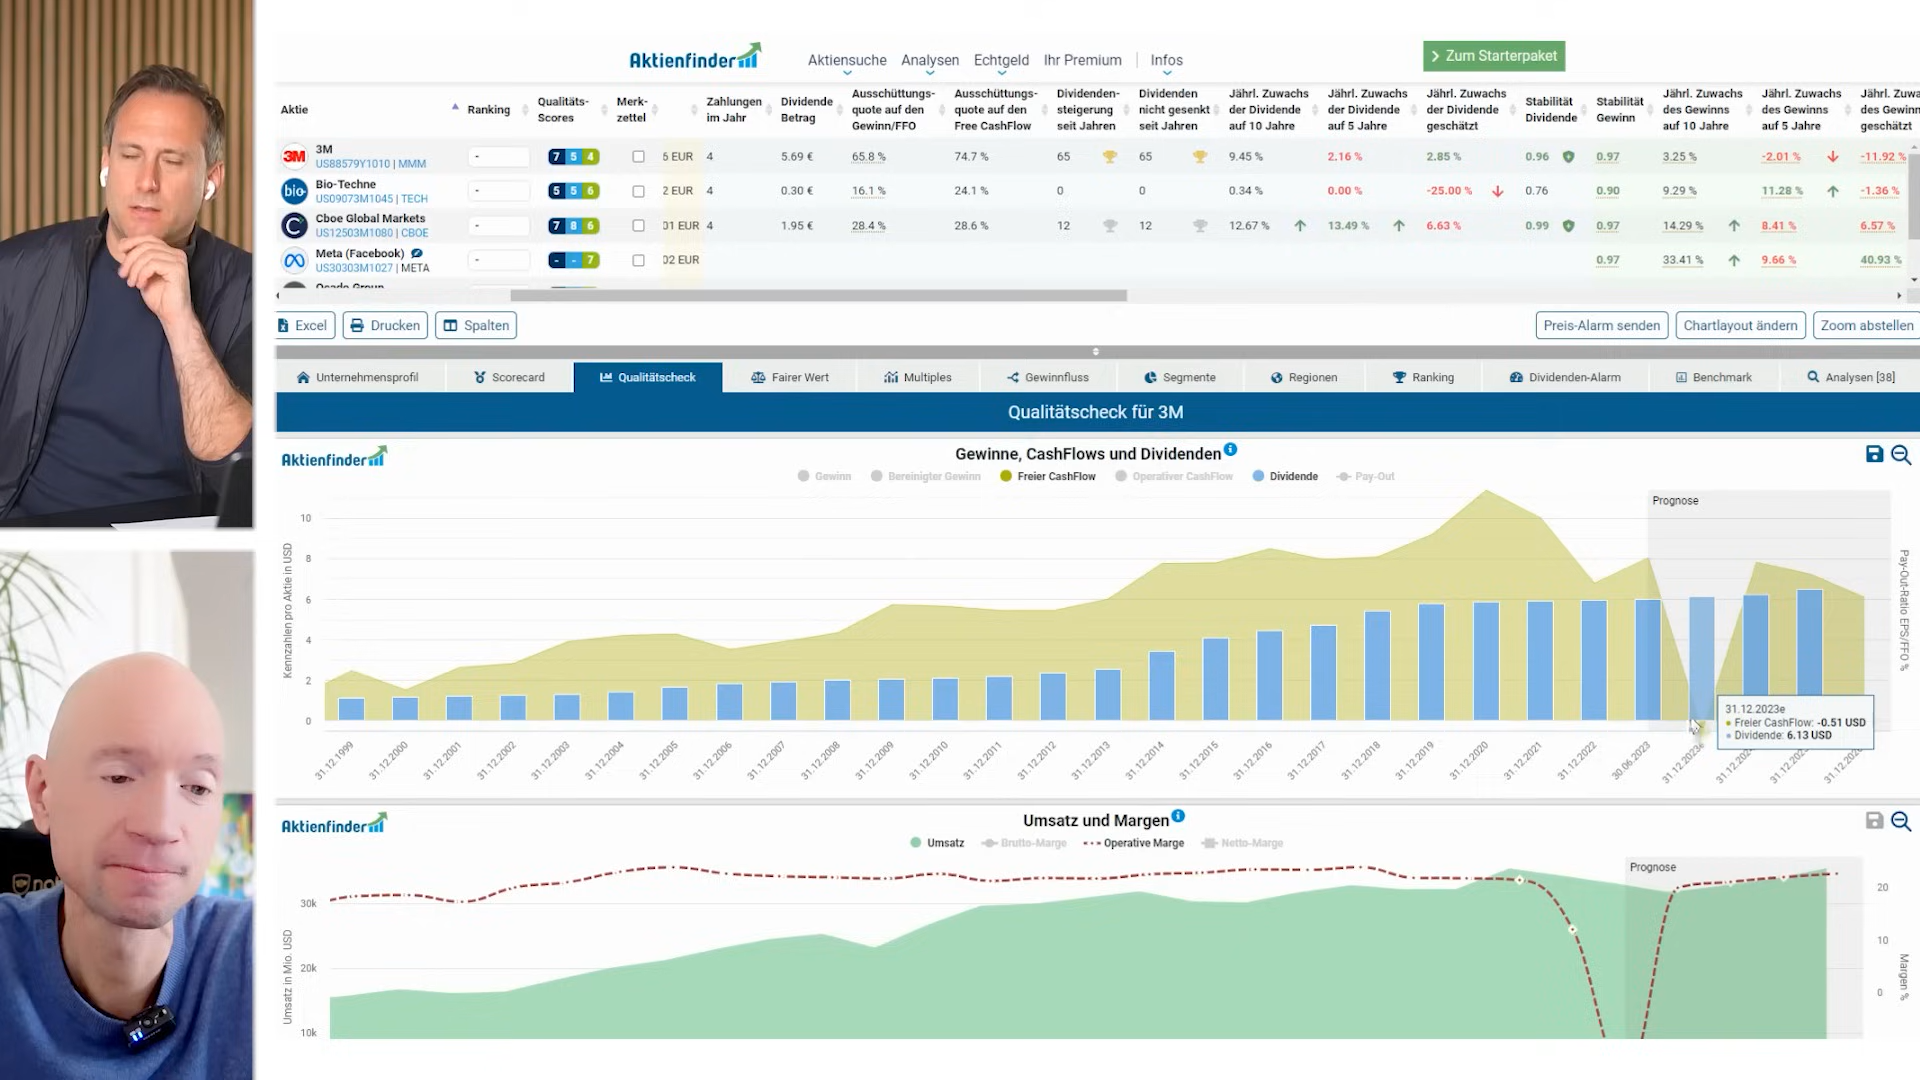 Aktienfinder
Aktiensuche Analysen Echtgeld Ihr Premium Infos
Zum Starterpaket
Aktie Ranking Qualitäts-Scores Merk-zettel Zahlungen im Jahr Dividende Betrag Ausschüttungs-quote auf den Gewinn/FFO Ausschüttungs-quote auf den Free CashFlow Dividenden-steigerung seit Jahren Dividenden nicht gesenkt seit Jahren Jährl. Zuwachs der Dividende auf 10 Jahre Jährl. Zuwachs der Dividende auf 5 Jahre Jährl. Zuwachs der Dividende geschätzt Stabilität Dividende Stabilität Gewinn Jährl. Zuwachs des Gewinns auf 10 Jahre Jährl. Zuwachs des Gewinns auf 5 Jahre Jährl. Zuwa des Gewinn geschätzt
3M
3M
US88579Y1010 | MMM
- 7 5 4 6 EUR 4 5.69 € 65.8 % 74.7 % 65 65 9.45 % 2.16 % 2.85 % 0.96 0.97 3.25 % -2.01 % -11.92 %
bio
Bio-Techne
US09073M1045 | TECH
- 5 5 6 2 EUR 4 0.30 € 16.1 % 24.1 % 0 0 0.34 % 0.00 % -25.00 % 0.76 0.90 9.29 % 11.28 % -1.36 %
Cboe Global Markets
US12503M1080 | CBOE
- 7 8 6 01 EUR 4 1.95 € 28.4 % 28.6 % 12 12 12.67 % 13.49 % 6.63 % 0.99 0.97 14.29 % 8.41 % 6.57 %
Meta (Facebook)
US30303M1027 | META
- - - 7 02 EUR 0.97 33.41 % 9.66 % 40.93 %
Ocado Group
Excel Drucken Spalten Preis-Alarm senden Chartlayout ändern Zoom abstellen
Unternehmensprofil Scorecard Qualitätscheck Fairer Wert Multiples Gewinnfluss Segmente Regionen Ranking Dividenden-Alarm Benchmark Analysen [38]
Qualitätscheck für 3M
Aktienfinder
Gewinne, CashFlows und Dividenden
Gewinn Bereinigter Gewinn Freier CashFlow Operativer CashFlow Dividende Pay-Out
Prognose
Kennzahlen pro Aktie in USD
10
8
6
4
2
0
Pay-Out-Ratio EPS/FFO %
31.12.2023e
Freier CashFlow: -0.51 USD
Dividende: 6.13 USD
31.12.1999 31.12.2000 31.12.2001 31.12.2002 31.12.2003 31.12.2004 31.12.2005 31.12.2006 31.12.2007 31.12.2008 31.12.2009 31.12.2010 31.12.2011 31.12.2012 31.12.2013 31.12.2014 31.12.2015 31.12.2016 31.12.2017 31.12.2018 31.12.2019 31.12.2020 31.12.2021 31.12.2022 30.06.2023 31.12.2023e
Aktienfinder
Umsatz und Margen
Umsatz Brutto-Marge Operative Marge Netto-Marge
Prognose
Umsatz in Mio. USD
30k
20k
10k
20
10
0
Margen %